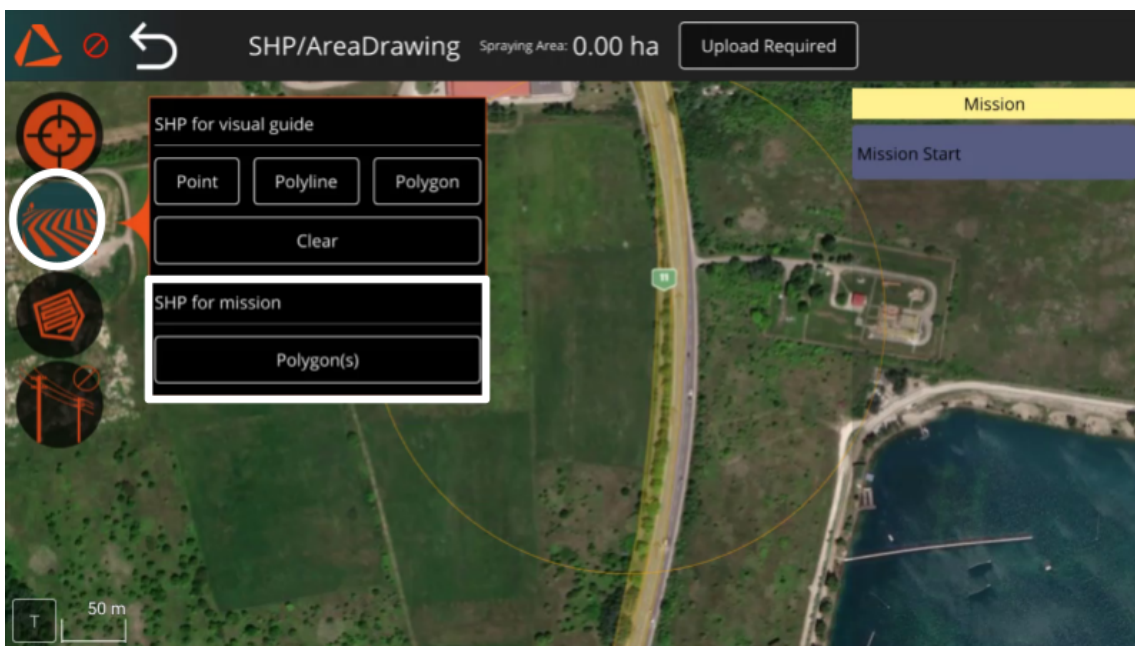 SHP/AreaDrawing Spraying Area: 0.00 ha Upload Required
SHP for visual guide
Point Polyline Polygon
Clear
SHP for mission
Polygon(s)
Mission
Mission Start
11
T 50 m